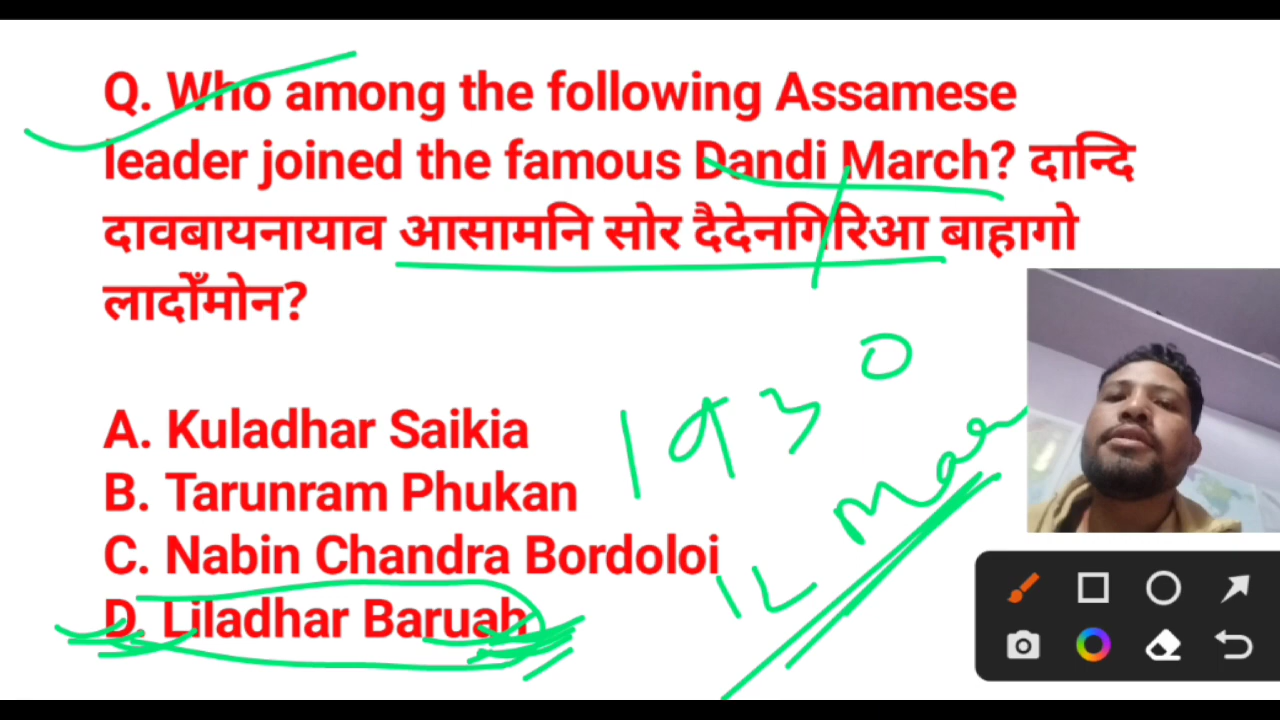 Q. Who among the following Assamese
leader joined the famous Dandi March? दान्दि
दावबायनायाव आसामनि सोर दैदेनगिरिआ बाहागो
लादोँमोन?
A. Kuladhar Saikia
B. Tarunram Phukan
C. Nabin Chandra Bordoloi
D. Liladhar Baruah
1930
12 Mar